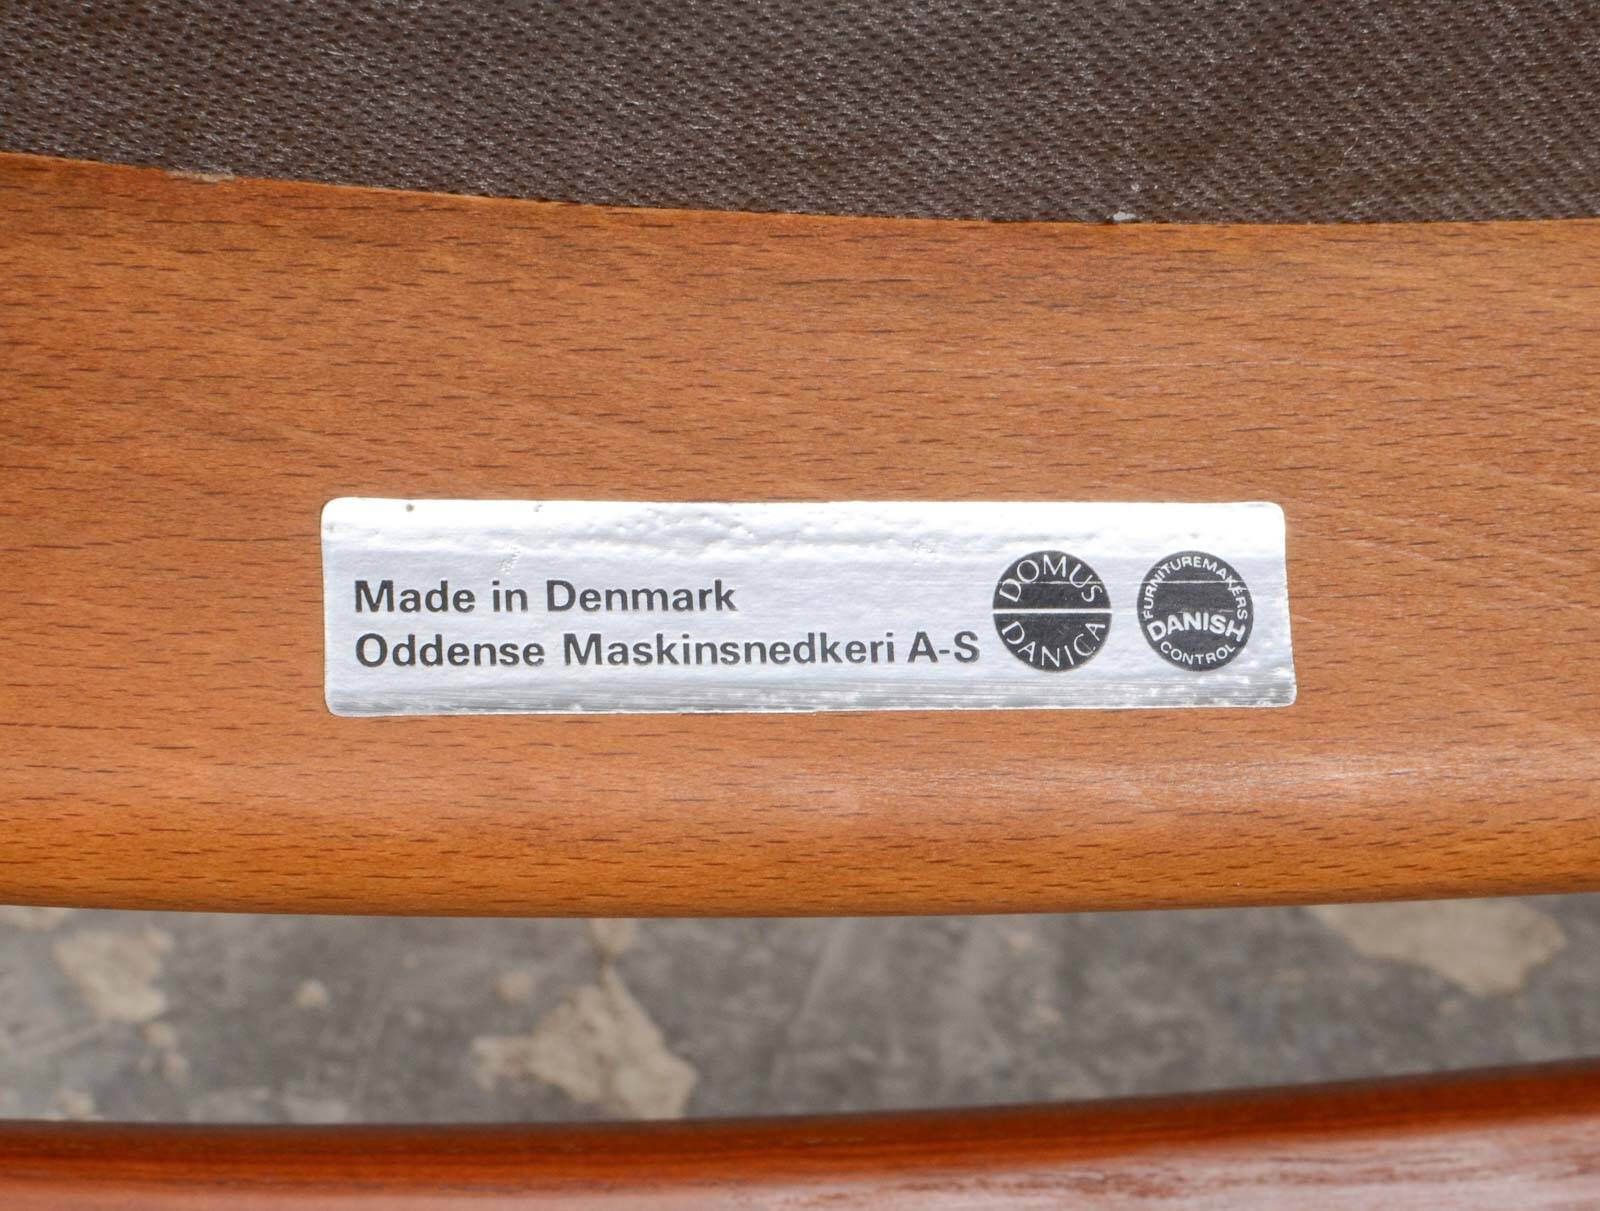 Made in Denmark
Oddense Maskinsnedkeri A-S
DOMUS
DANICA
FURNITUREMAKERS
DANISH
CONTROL